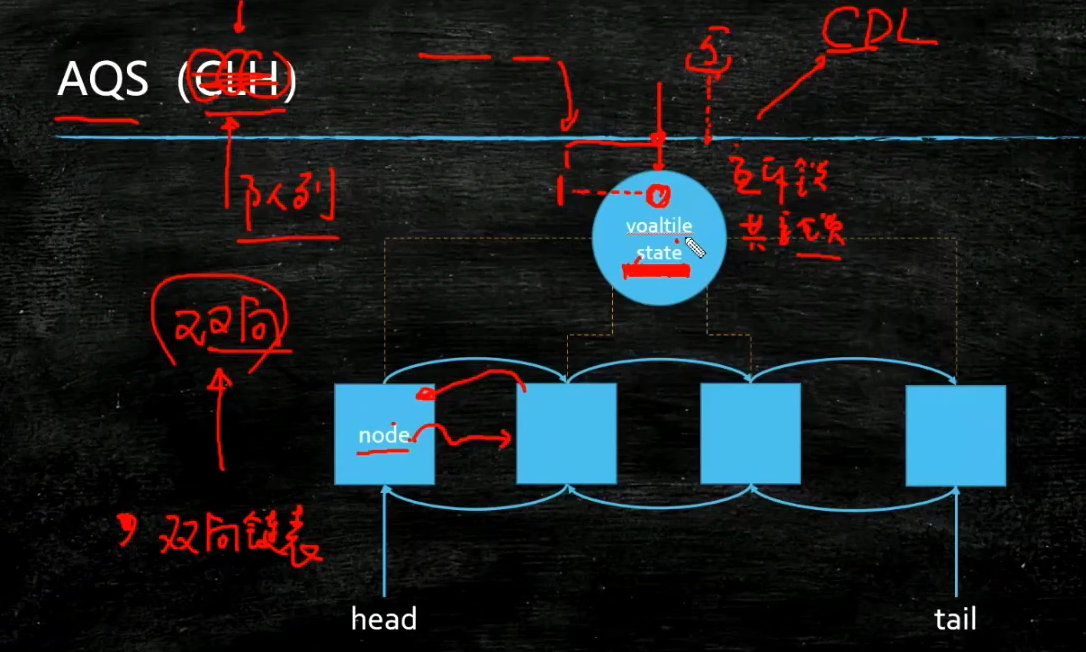 AQS (CLH)
CDL
5
队列
1
0
互斥锁
共享锁
voaltile
state
双向
node
双向链表
head
tail